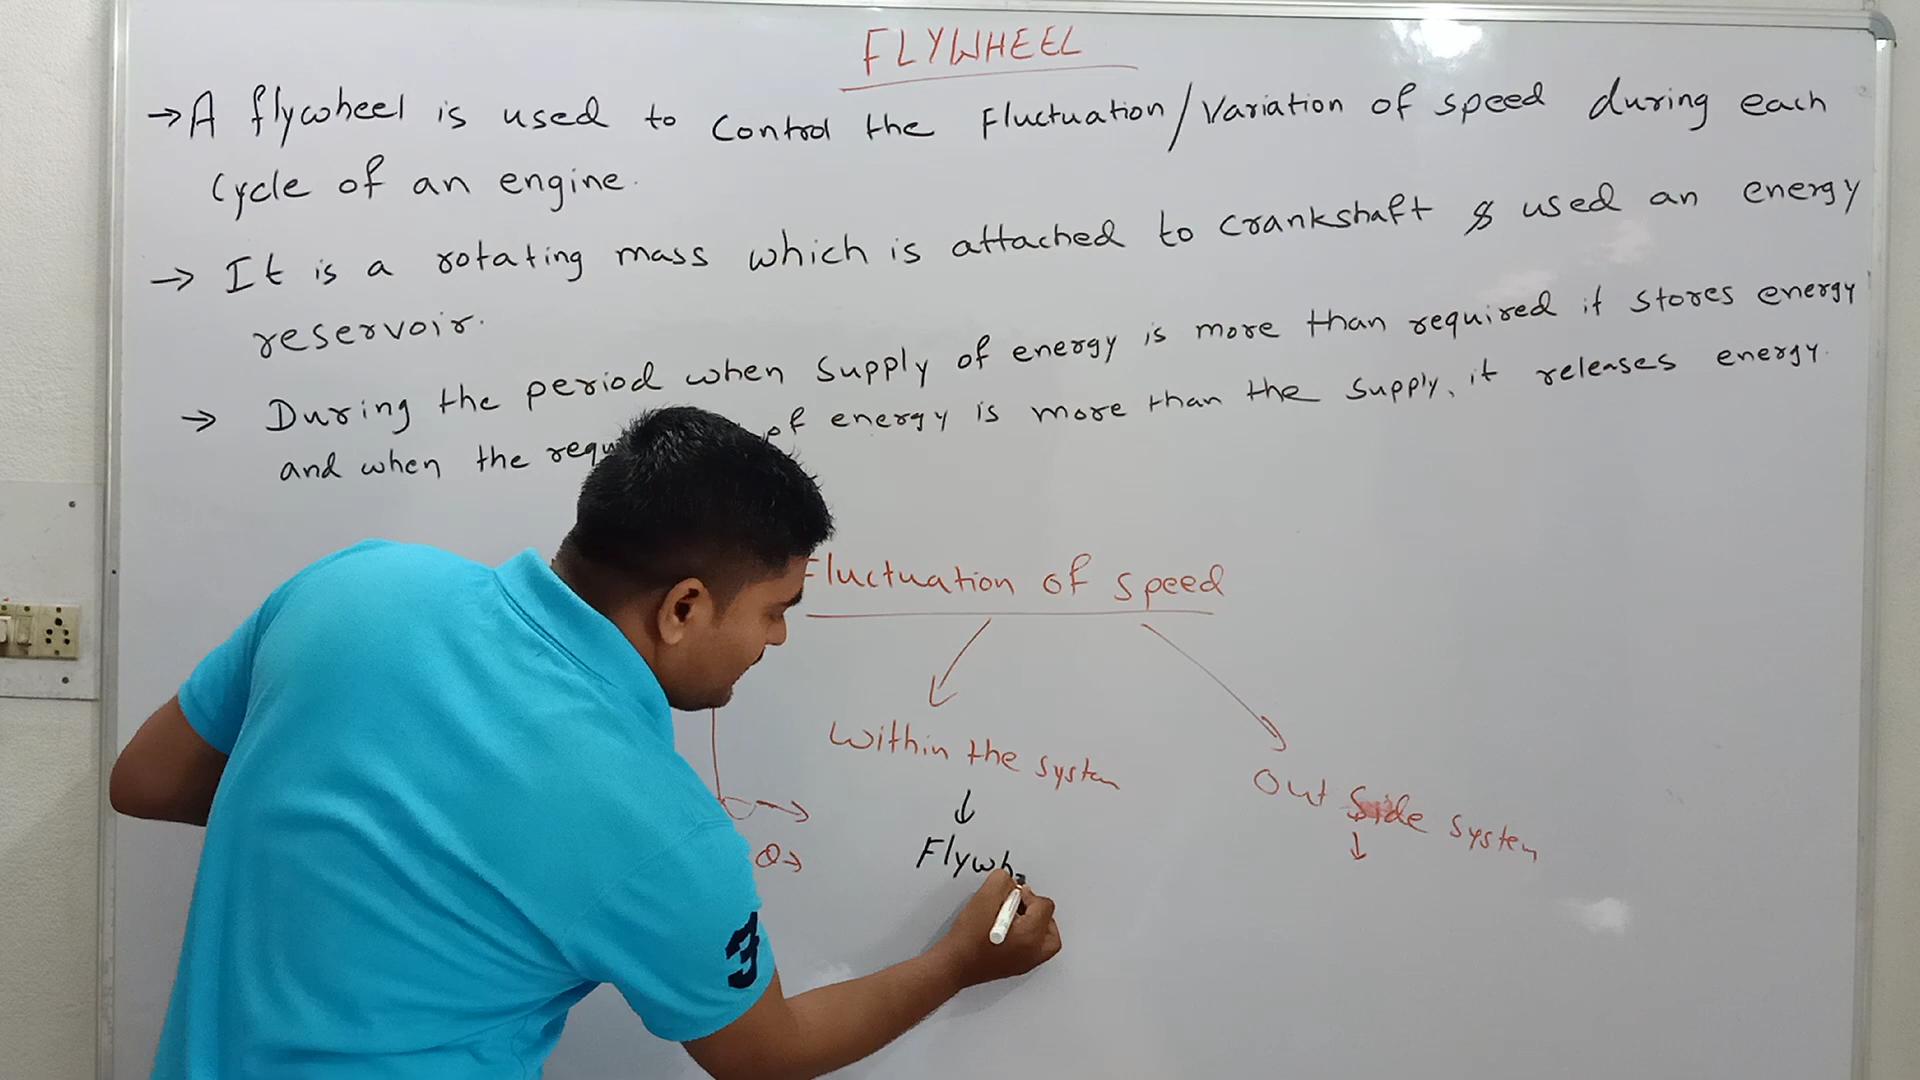 FLYWHEEL
→ A flywheel is used to control the Fluctuation/Variation of speed during each
cycle of an engine.
→ It is a rotating mass which is attached to crankshaft & used an energy
reservoir.
→ During the period when supply of energy is more than required it stores energy
and when the requ of energy is more than the supply, it releases energy.
Fluctuation of speed
Within the system
Out Side system
↓
↓
Flywh
θ→
3